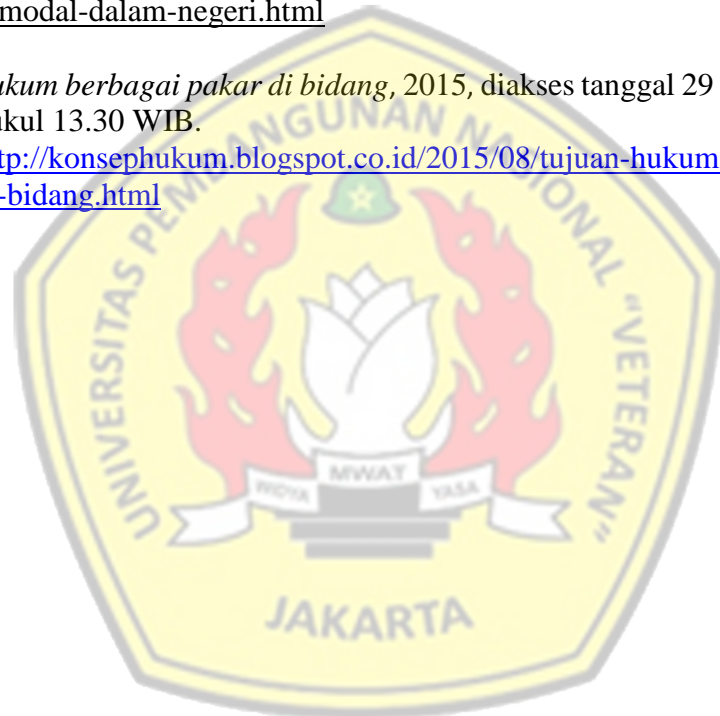 modal-dalam-negeri.html
ukum berbagai pakar di bidang, 2015, diakses tanggal 29
ukul 13.30 WIB.
tp://konsephukum.blogspot.co.id/2015/08/tujuan-hukum
-bidang.html
UNIVERSITAS PEMBANGUNAN NASIONAL "VETERAN"
WIDYA MWAT YASA
JAKARTA